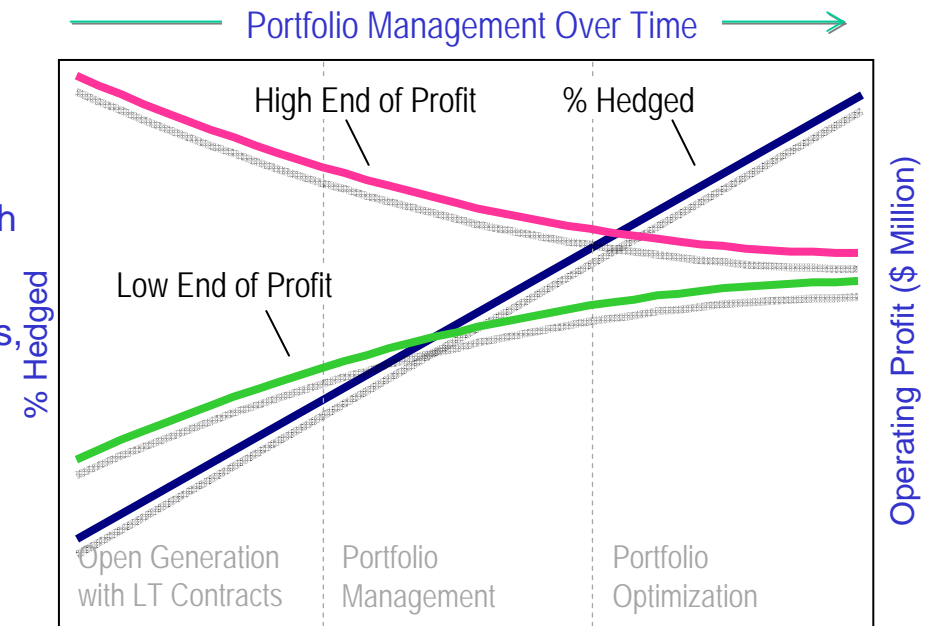 Portfolio Management Over Time
High End of Profit
% Hedged
Low End of Profit
% Hedged
Operating Profit ($ Million)
Open Generation
with LT Contracts
Portfolio
Management
Portfolio
Optimization